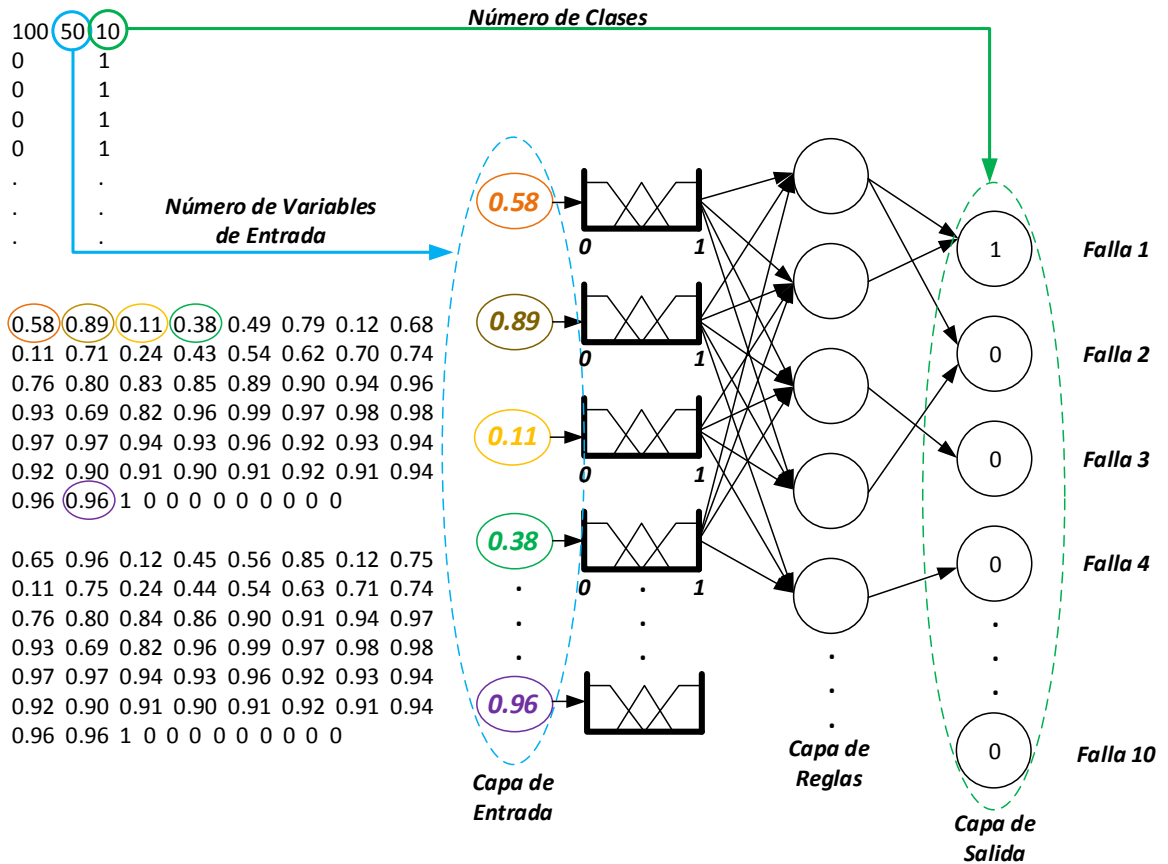 Número de Clases
100 50 10
0 1
0 1
0 1
0 1
. .
. .
. .
Número de Variables
de Entrada
0.58 0.89 0.11 0.38 0.49 0.79 0.12 0.68
0.11 0.71 0.24 0.43 0.54 0.62 0.70 0.74
0.76 0.80 0.83 0.85 0.89 0.90 0.94 0.96
0.93 0.69 0.82 0.96 0.99 0.97 0.98 0.98
0.97 0.97 0.94 0.93 0.96 0.92 0.93 0.94
0.92 0.90 0.91 0.90 0.91 0.92 0.91 0.94
0.96 0.96 1 0 0 0 0 0 0 0 0 0
0.65 0.96 0.12 0.45 0.56 0.85 0.12 0.75
0.11 0.75 0.24 0.44 0.54 0.63 0.71 0.74
0.76 0.80 0.84 0.86 0.90 0.91 0.94 0.97
0.93 0.69 0.82 0.96 0.99 0.97 0.98 0.98
0.97 0.97 0.94 0.93 0.96 0.92 0.93 0.94
0.92 0.90 0.91 0.90 0.91 0.92 0.91 0.94
0.96 0.96 1 0 0 0 0 0 0 0 0 0
0.58
0 1
0.89
0 1
0.11
0 1
0.38
0 . 1
. .
. .
.
0.96
Capa de
Entrada
.
.
.
Capa de
Reglas
1 Falla 1
0 Falla 2
0 Falla 3
0 Falla 4
.
.
.
0 Falla 10
Capa de
Salida